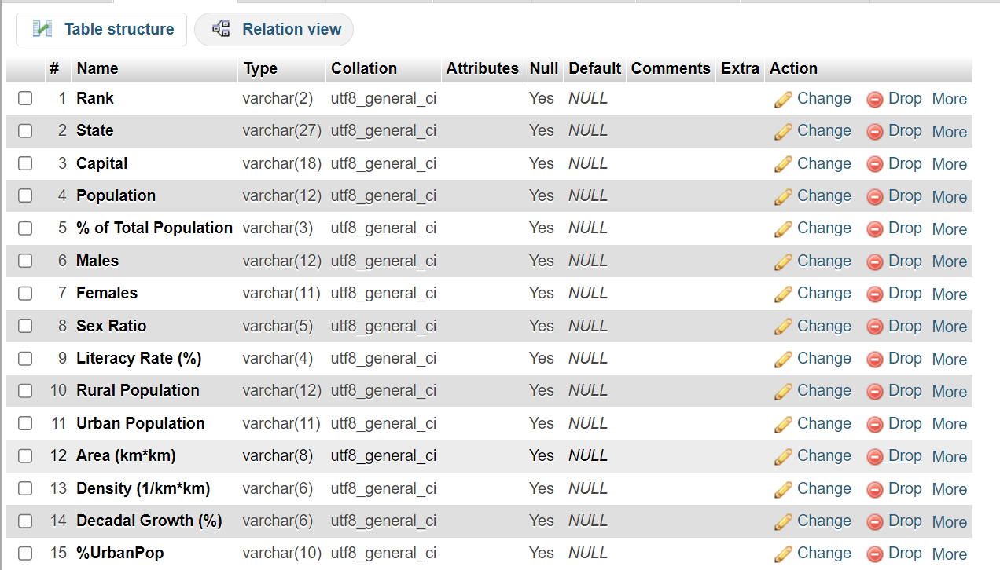 Table structure Relation view
# Name Type Collation Attributes Null Default Comments Extra Action
1 Rank varchar(2) utf8_general_ci Yes NULL Change Drop More
2 State varchar(27) utf8_general_ci Yes NULL Change Drop More
3 Capital varchar(18) utf8_general_ci Yes NULL Change Drop More
4 Population varchar(12) utf8_general_ci Yes NULL Change Drop More
5 % of Total Population varchar(3) utf8_general_ci Yes NULL Change Drop More
6 Males varchar(12) utf8_general_ci Yes NULL Change Drop More
7 Females varchar(11) utf8_general_ci Yes NULL Change Drop More
8 Sex Ratio varchar(5) utf8_general_ci Yes NULL Change Drop More
9 Literacy Rate (%) varchar(4) utf8_general_ci Yes NULL Change Drop More
10 Rural Population varchar(12) utf8_general_ci Yes NULL Change Drop More
11 Urban Population varchar(11) utf8_general_ci Yes NULL Change Drop More
12 Area (km*km) varchar(8) utf8_general_ci Yes NULL Change Drop More
13 Density (1/km*km) varchar(6) utf8_general_ci Yes NULL Change Drop More
14 Decadal Growth (%) varchar(6) utf8_general_ci Yes NULL Change Drop More
15 %UrbanPop varchar(10) utf8_general_ci Yes NULL Change Drop More